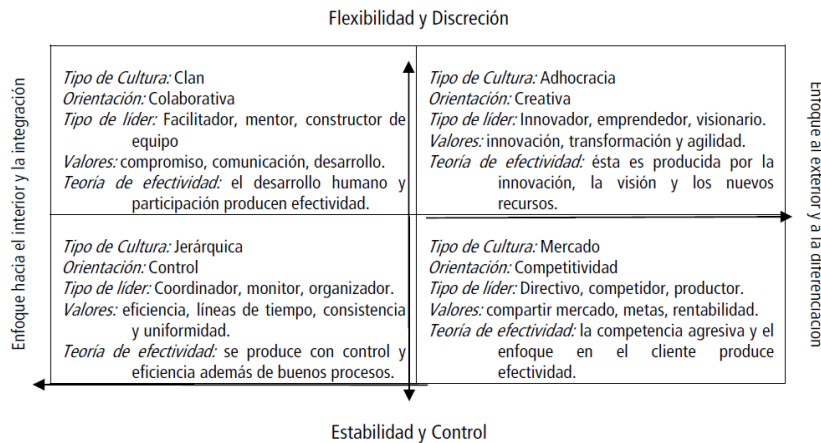 Flexibilidad y Discreción
Enfoque hacia el interior y la integración
Tipo de Cultura: Clan
Orientación: Colaborativa
Tipo de líder: Facilitador, mentor, constructor de
equipo
Valores: compromiso, comunicación, desarrollo.
Teoría de efectividad: el desarrollo humano y
participación producen efectividad.
Tipo de Cultura: Adhocracia
Orientación: Creativa
Tipo de líder: Innovador, emprendedor, visionario.
Valores: innovación, transformación y agilidad.
Teoría de efectividad: ésta es producida por la
innovación, la visión y los nuevos
recursos.
Tipo de Cultura: Jerárquica
Orientación: Control
Tipo de líder: Coordinador, monitor, organizador.
Valores: eficiencia, líneas de tiempo, consistencia
y uniformidad.
Teoría de efectividad: se produce con control y
eficiencia además de buenos procesos.
Tipo de Cultura: Mercado
Orientación: Competitividad
Tipo de líder: Directivo, competidor, productor.
Valores: compartir mercado, metas, rentabilidad.
Teoría de efectividad: la competencia agresiva y el
enfoque en el cliente produce
efectividad.
Enfoque al exterior y a la diferenciacion
Estabilidad y Control